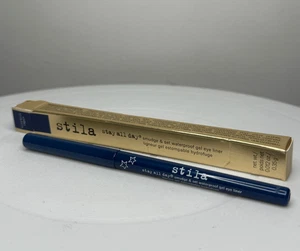 stila
stay all day® smudge & set waterproof gel eye liner
ligneur gel estompable hydrofuge
stila
stay all day® smudge & set waterproof gel eye liner